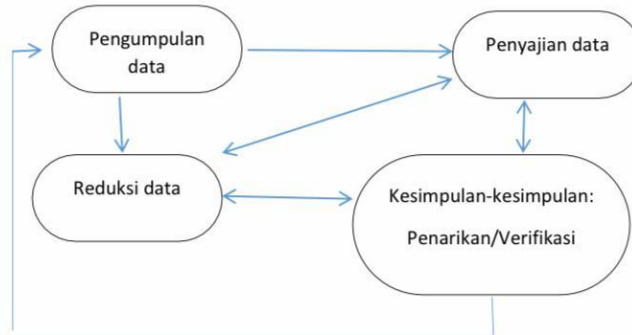 Pengumpulan
data
Penyajian data
Reduksi data
Kesimpulan-kesimpulan:
Penarikan/Verifikasi